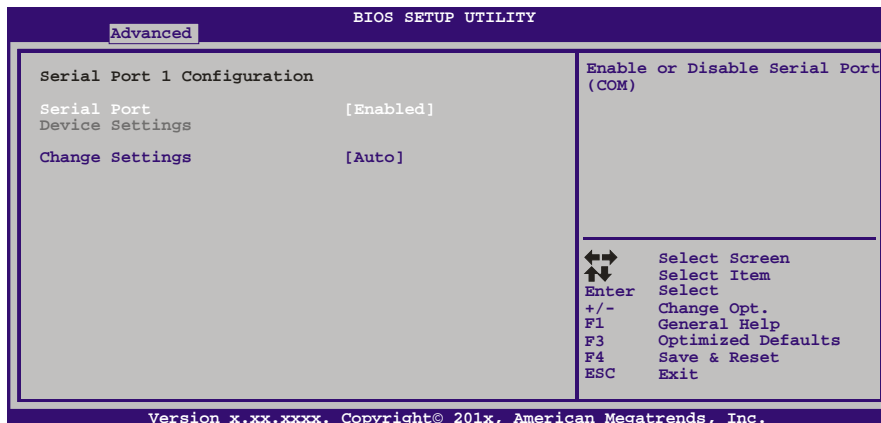 BIOS SETUP UTILITY
Advanced
Serial Port 1 Configuration
Serial Port [Enabled]
Device Settings
Change Settings [Auto]
Enable or Disable Serial Port
(COM)
Select Screen
Select Item
Enter Select
+/- Change Opt.
F1 General Help
F3 Optimized Defaults
F4 Save & Reset
ESC Exit
Version x.xx.xxxx. Copyright© 201x, American Megatrends, Inc.